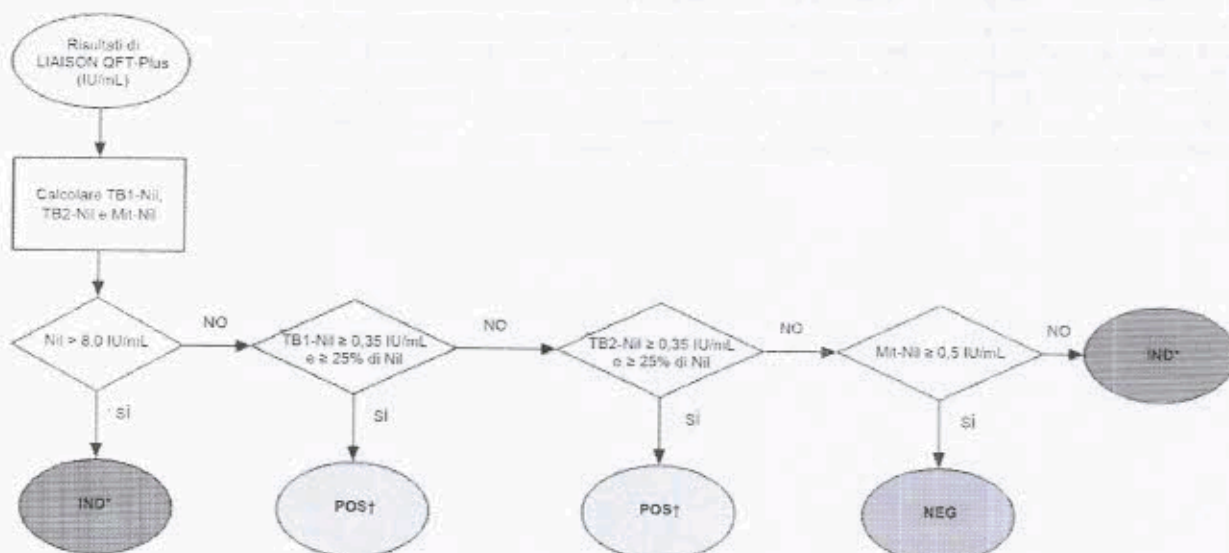 Risultati di
LIAISON QFT-Plus
(IU/mL)
Calcolare TB1-Nil,
TB2-Nil e Mit-Nil
Nil > 8.0 IU/mL
NO
TB1-Nil ≥ 0,35 IU/mL
e ≥ 25% di Nil
NO
TB2-Nil ≥ 0,35 IU/mL
e ≥ 25% di Nil
NO
Mit-Nil ≥ 0,5 IU/mL
NO
IND*
SÌ
SÌ
SÌ
SÌ
IND*
POS†
POS†
NEG